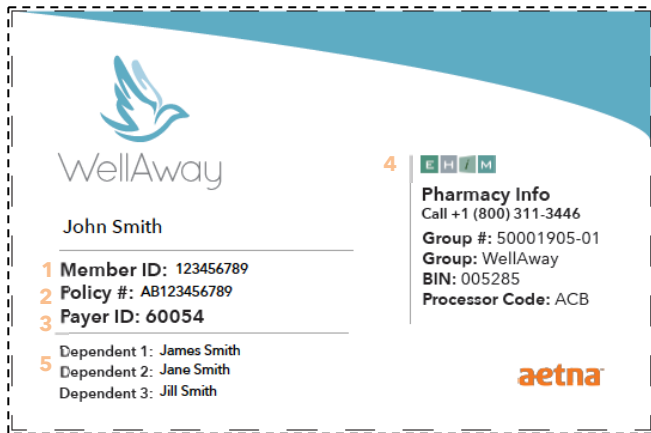 WellAway
John Smith
1 Member ID: 123456789
2 Policy #: AB123456789
3 Payer ID: 60054
5 Dependent 1: James Smith
Dependent 2: Jane Smith
Dependent 3: Jill Smith
4 EHiM
Pharmacy Info
Call +1 (800) 311-3446
Group #: 50001905-01
Group: WellAway
BIN: 005285
Processor Code: ACB
aetna